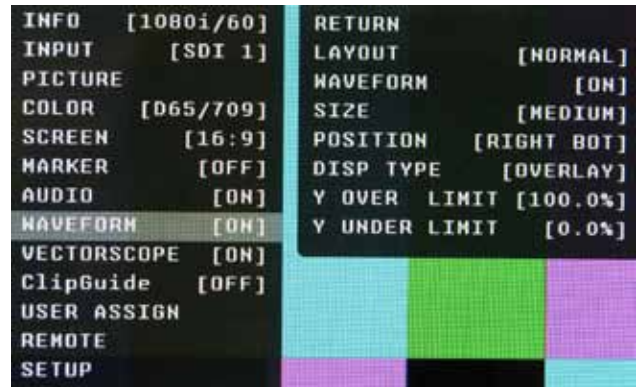 INFO [1080i/60]
INPUT [SDI 1]
PICTURE
COLOR [D65/709]
SCREEN [16:9]
MARKER [OFF]
AUDIO [ON]
WAVEFORM [ON]
VECTORSCOPE [ON]
ClipGuide [OFF]
USER ASSIGN
REMOTE
SETUP
RETURN
LAYOUT [NORMAL]
WAVEFORM [ON]
SIZE [MEDIUM]
POSITION [RIGHT BOT]
DISP TYPE [OVERLAY]
Y OVER LIMIT [100.0%]
Y UNDER LIMIT [0.0%]